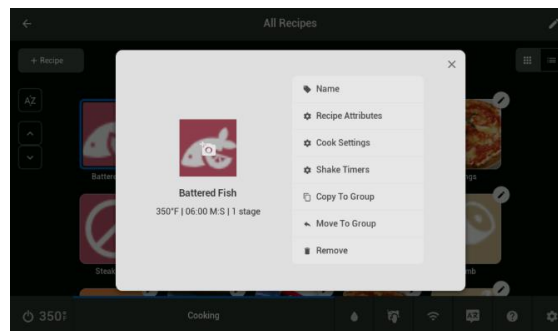 All Recipes
+ Recipe
AZ
Name
Recipe Attributes
Cook Settings
Shake Timers
Copy To Group
Move To Group
Remove
Battered Fish
350°F | 06:00 M:S | 1 stage
Batter
ngs
Steak
mb
350°F
Cooking